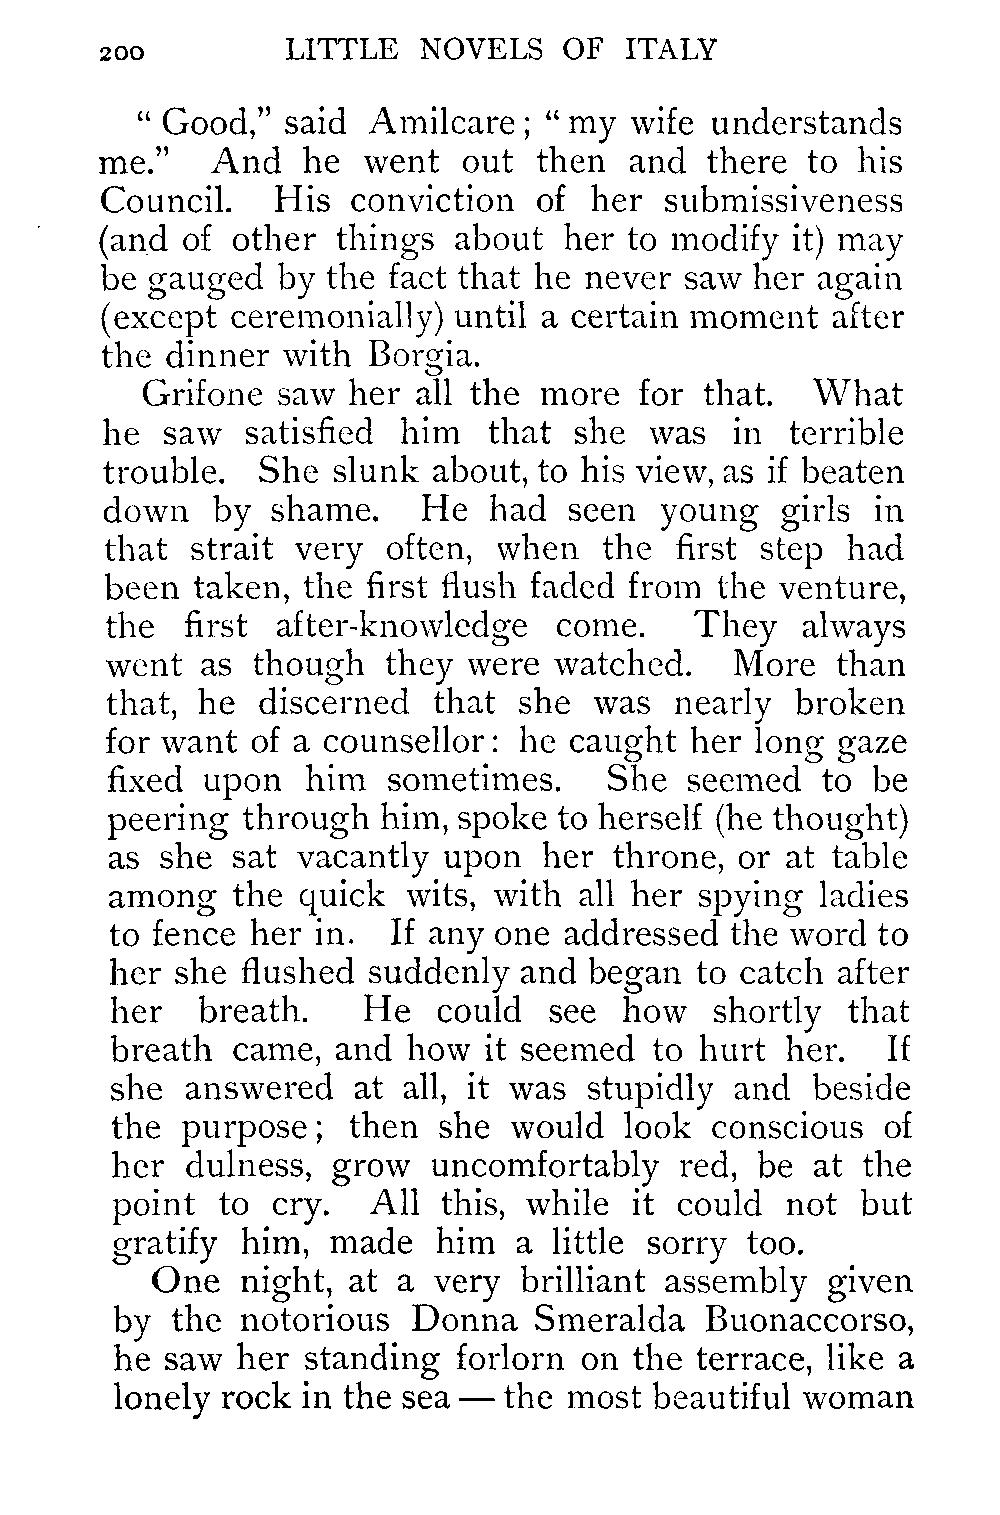 200 LITTLE NOVELS OF ITALY
“ Good,” said Amilcare ; “ my wife understands
me.” And he went out then and there to his
Council. His conviction of her submissiveness
(and of other things about her to modify it) may
be gauged by the fact that he never saw her again
(except ceremonially) until a certain moment after
the dinner with Borgia.
Grifone saw her all the more for that. What
he saw satisfied him that she was in terrible
trouble. She slunk about, to his view, as if beaten
down by shame. He had seen young girls in
that strait very often, when the first step had
been taken, the first flush faded from the venture,
the first after-knowledge come. They always
went as though they were watched. More than
that, he discerned that she was nearly broken
for want of a counsellor : he caught her long gaze
fixed upon him sometimes. She seemed to be
peering through him, spoke to herself (he thought)
as she sat vacantly upon her throne, or at table
among the quick wits, with all her spying ladies
to fence her in. If any one addressed the word to
her she flushed suddenly and began to catch after
her breath. He could see how shortly that
breath came, and how it seemed to hurt her. If
she answered at all, it was stupidly and beside
the purpose ; then she would look conscious of
her dulness, grow uncomfortably red, be at the
point to cry. All this, while it could not but
gratify him, made him a little sorry too.
One night, at a very brilliant assembly given
by the notorious Donna Smeralda Buonaccorso,
he saw her standing forlorn on the terrace, like a
lonely rock in the sea — the most beautiful woman